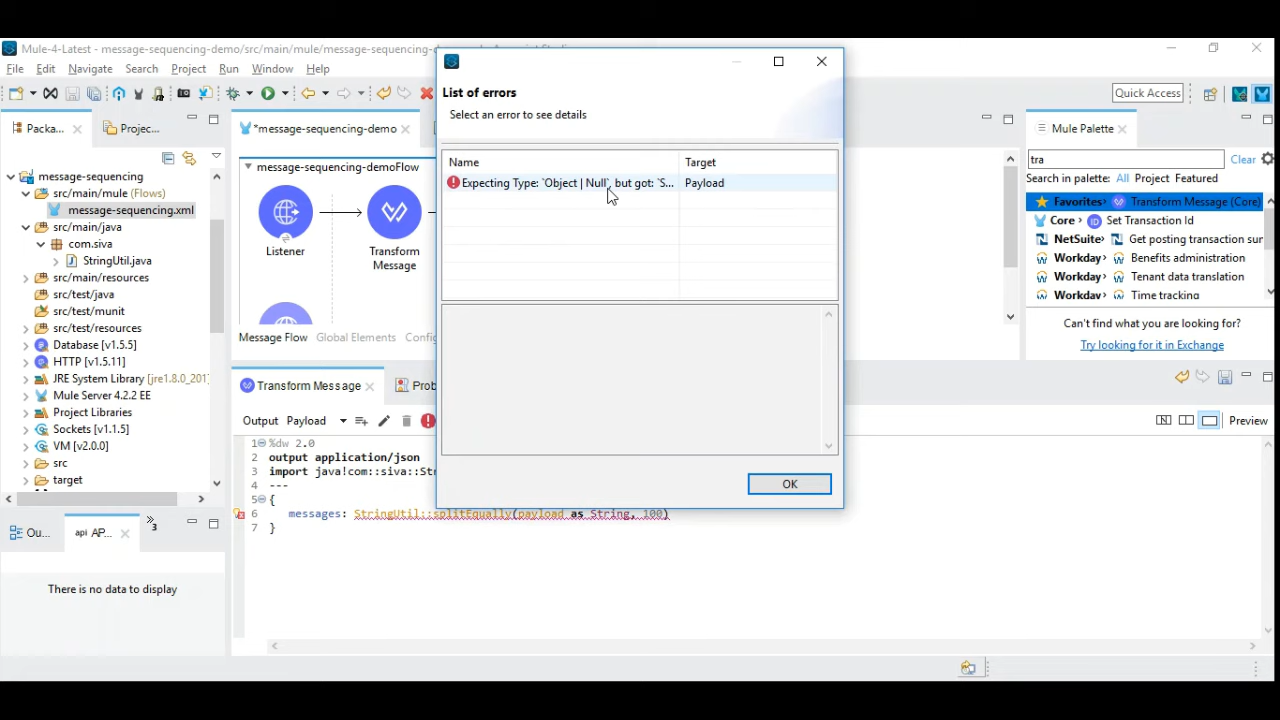 Mule-4-Latest - message-sequencing-demo/src/main/mule/message-sequencing-d
File Edit Navigate Search Project Run Window Help
Quick Access
Packa...
Projec...
message-sequencing
src/main/mule (Flows)
message-sequencing.xml
src/main/java
com.siva
StringUtil.java
src/main/resources
src/test/java
src/test/munit
src/test/resources
Database [v1.5.5]
HTTP [v1.5.11]
JRE System Library [jre1.8.0_201]
Mule Server 4.2.2 EE
Project Libraries
Sockets [v1.1.5]
VM [v2.0.0]
src
target
Ou...
api AP...
3
There is no data to display
*message-sequencing-demo
message-sequencing-demoFlow
Listener
Transform
Message
Message Flow Global Elements Config
List of errors
Select an error to see details
Name Target
Expecting Type: `Object | Null`, but got: `S... Payload
OK
Mule Palette
tra
Clear
Search in palette: All Project Featured
Favorites Transform Message (Core)
Core Set Transaction Id
NetSuite Get posting transaction sur
Workday Benefits administration
Workday Tenant data translation
Workday Time tracking
Can't find what you are looking for?
Try looking for it in Exchange
Transform Message
Prob
Output Payload
Preview
1 %dw 2.0
2 output application/json
3 import java!com::siva::St
4 ---
5 {
6 messages: StringUtil::splitEqually(payload as String, 100)
7 }